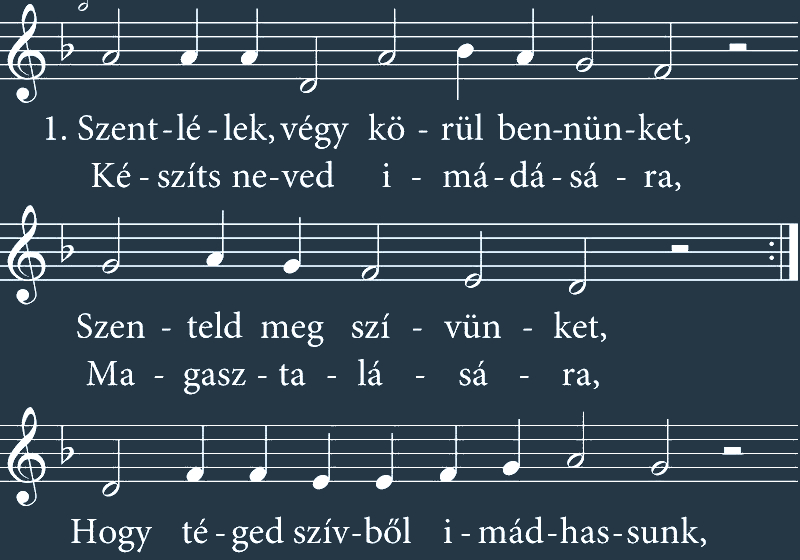 1. Szent-lé-lek, végy kö - rül ben-nün-ket,
Ké-szíts ne-ved i - má-dá-sá - ra,
Szen - teld meg szí - vün - ket,
Ma - gasz - ta - lá - sá - ra,
Hogy té-ged szív-ből i-mád-has-sunk,